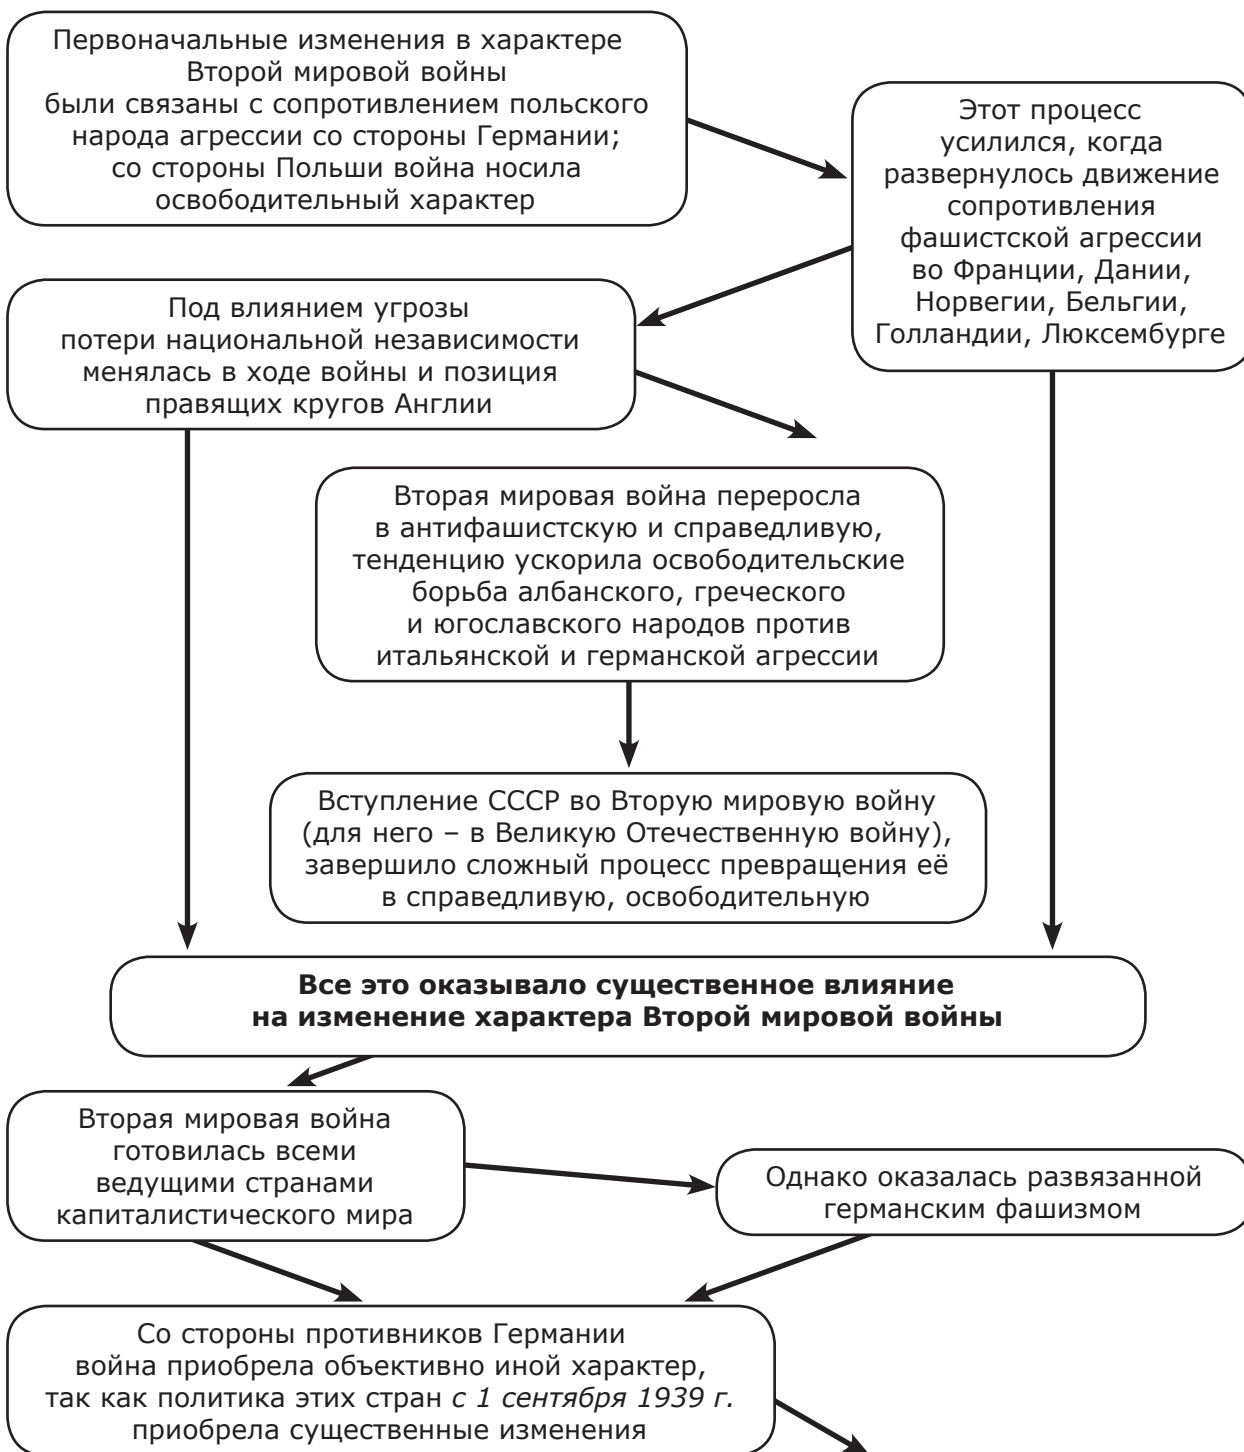 Первоначальные изменения в характере
Второй мировой войны
были связаны с сопротивлением польского
народа агрессии со стороны Германии;
со стороны Польши война носила
освободительный характер
Этот процесс
усилился, когда
развернулось движение
сопротивления
фашистской агрессии
во Франции, Дании,
Норвегии, Бельгии,
Голландии, Люксембурге
Под влиянием угрозы
потери национальной независимости
менялась в ходе войны и позиция
правящих кругов Англии
Вторая мировая война переросла
в антифашистскую и справедливую,
тенденцию ускорила освободительские
борьба албанского, греческого
и югославского народов против
итальянской и германской агрессии
Вступление СССР во Вторую мировую войну
(для него – в Великую Отечественную войну),
завершило сложный процесс превращения её
в справедливую, освободительную
Все это оказывало существенное влияние
на изменение характера Второй мировой войны
Вторая мировая война
готовилась всеми
ведущими странами
капиталистического мира
Однако оказалась развязанной
германским фашизмом
Со стороны противников Германии
война приобрела объективно иной характер,
так как политика этих стран с 1 сентября 1939 г.
приобрела существенные изменения